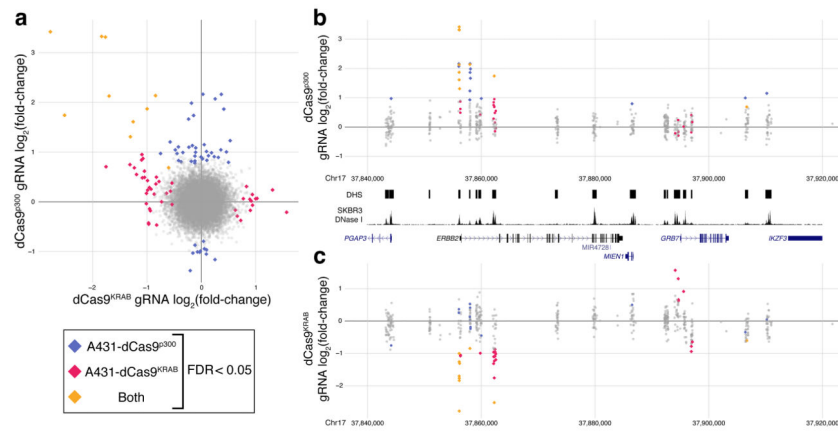 a
dCas9p300
gRNA log2(fold-change)
3
2
1
0
−1
−2
−1
0
1
dCas9KRAB gRNA log2(fold-change)
A431-dCas9p300
A431-dCas9KRAB
Both
FDR < 0.05
b
dCas9p300
gRNA log2(fold-change)
3
2
1
0
−1
Chr17
37,840,000
37,860,000
37,880,000
37,900,000
37,920,000
DHS
SKBR3
DNase I
PGAP3
ERBB2
MIR4728
MIEN1
GRB7
IKZF3
c
dCas9KRAB
gRNA log2(fold-change)
1
0
−1
−2
Chr17
37,840,000
37,860,000
37,880,000
37,900,000
37,920,000